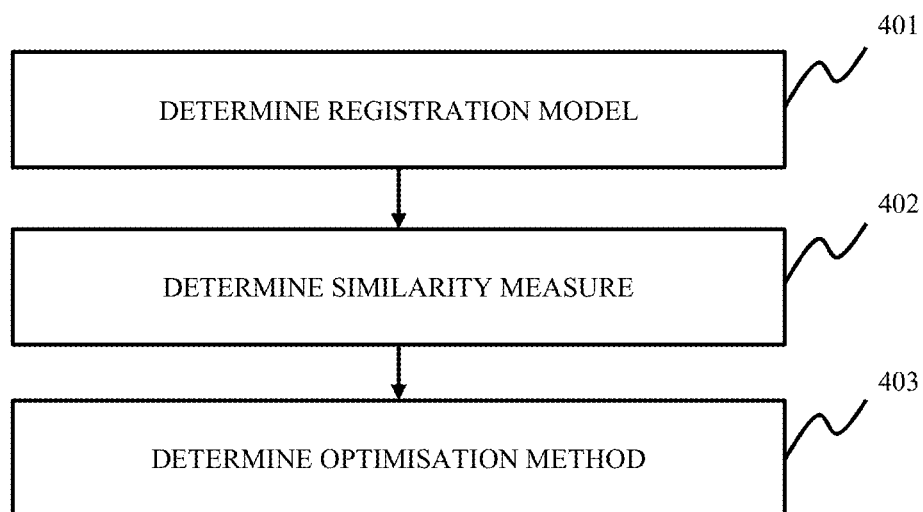 401
DETERMINE REGISTRATION MODEL
402
DETERMINE SIMILARITY MEASURE
403
DETERMINE OPTIMISATION METHOD